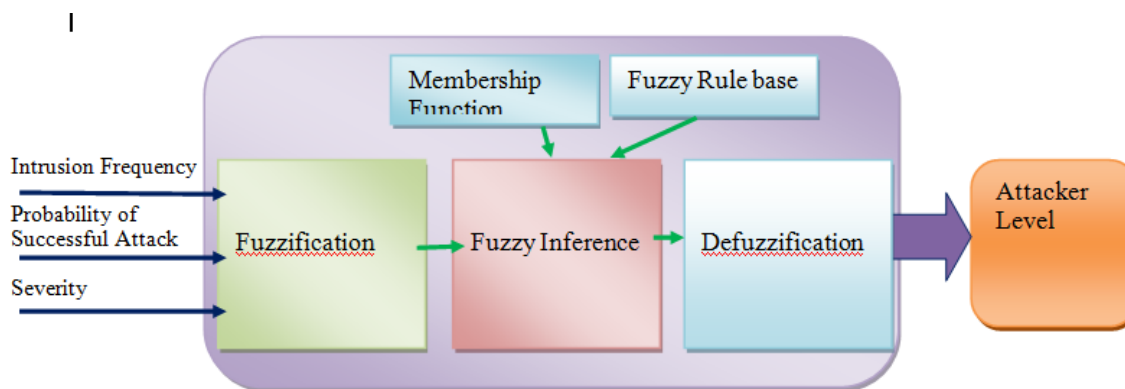 I
Membership
Function
Fuzzy Rule base
Intrusion Frequency
Probability of
Successful Attack
Severity
Fuzzification
Fuzzy Inference
Defuzzification
Attacker
Level